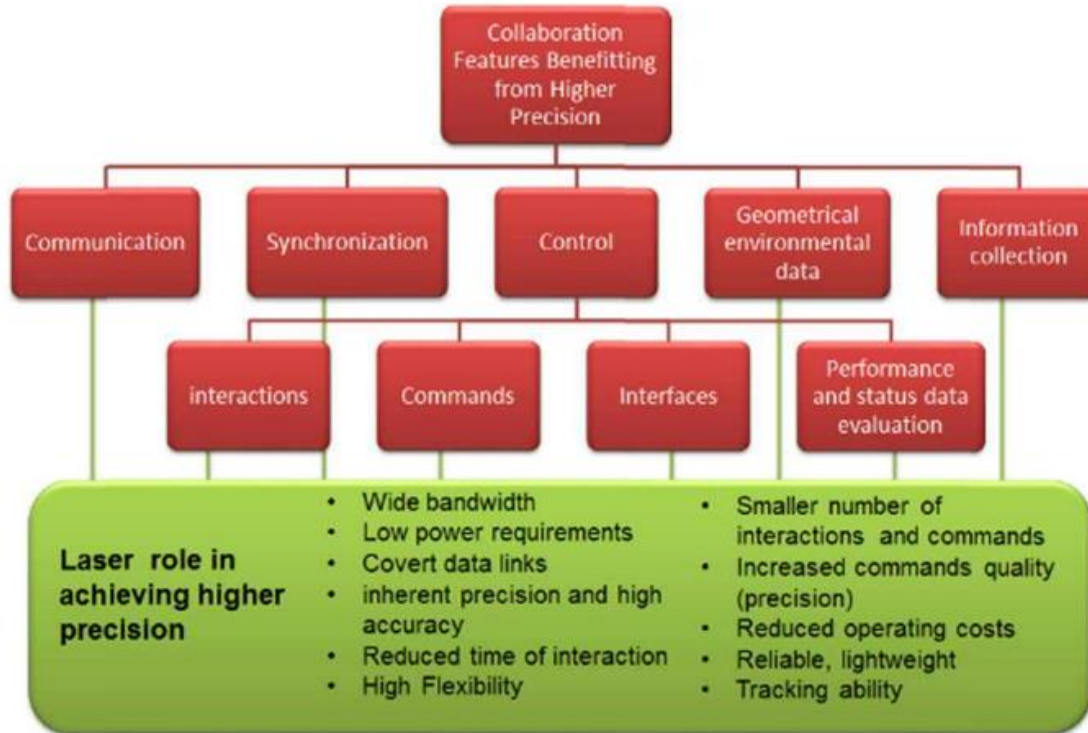 Collaboration
Features Benefitting
from Higher
Precision
Communication
Synchronization
Control
Geometrical
environmental
data
Information
collection
interactions
Commands
Interfaces
Performance
and status data
evaluation
Laser role in
achieving higher
precision
• Wide bandwidth
• Low power requirements
• Covert data links
• inherent precision and high
accuracy
• Reduced time of interaction
• High Flexibility
• Smaller number of
interactions and commands
• Increased commands quality
(precision)
• Reduced operating costs
• Reliable, lightweight
• Tracking ability